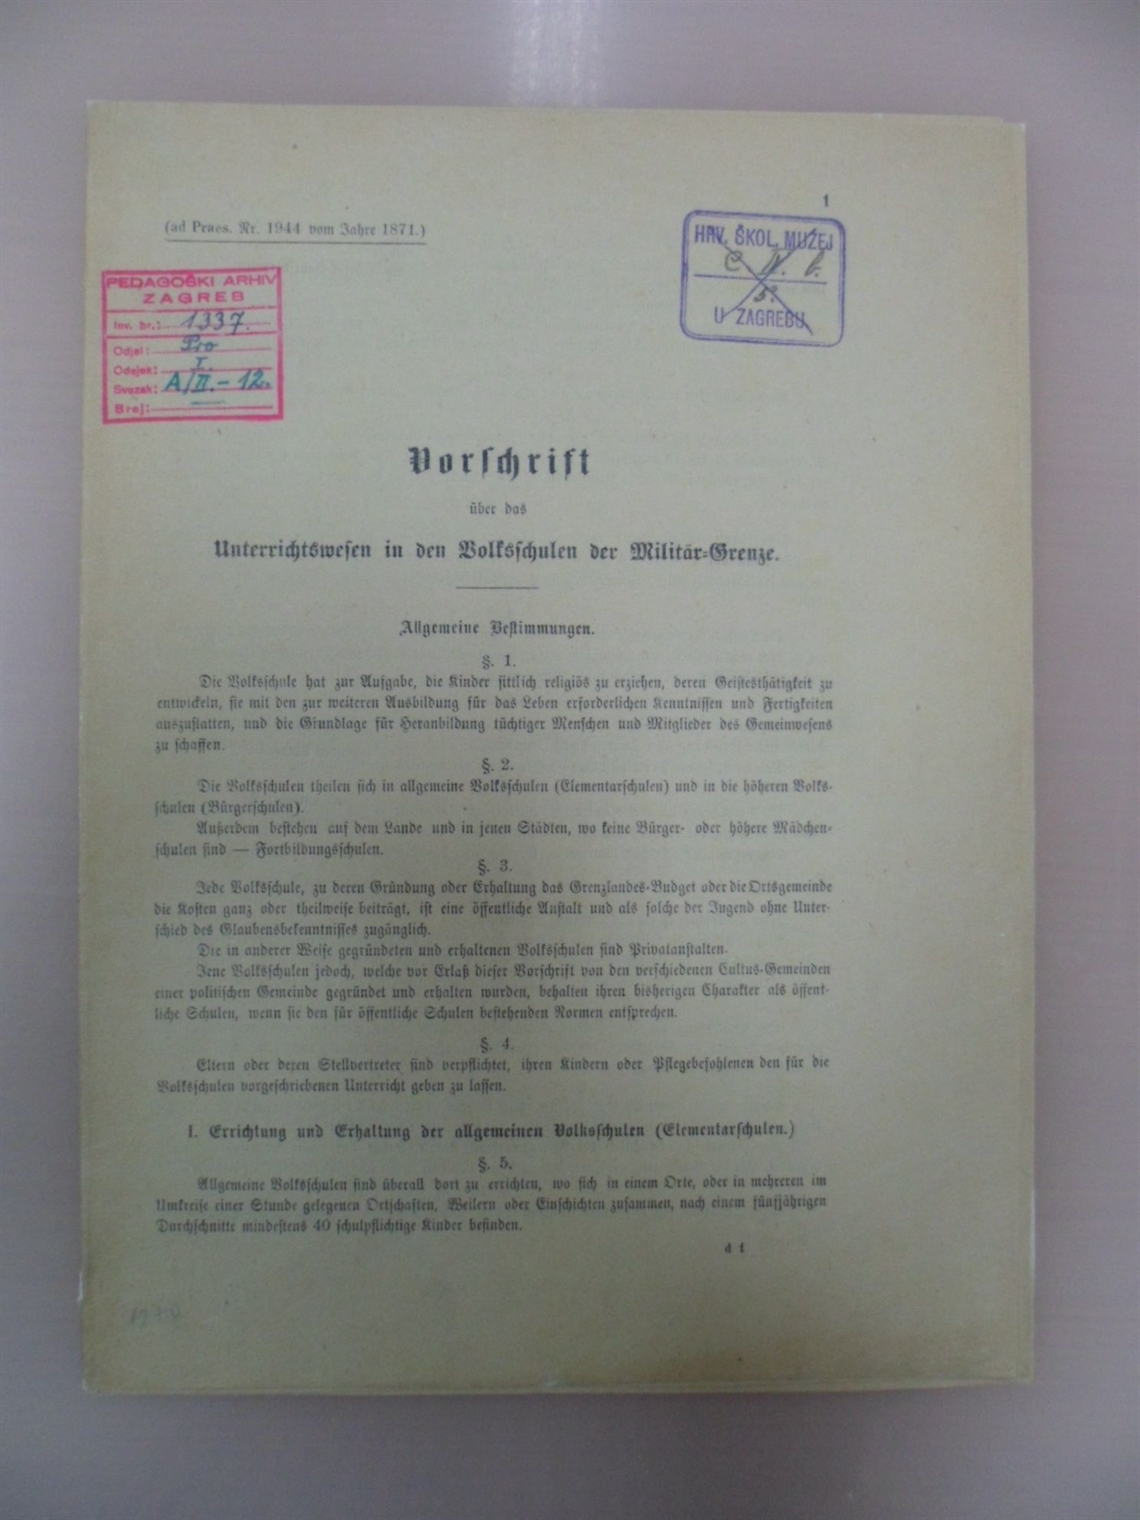 1
(ad Praes. Nr. 1944 vom Jahre 1871.)
HRV. ŠKOL. MUZEJ
C IV. b.
5.
U ZAGREBU
PEDAGOŠKI ARHIV
ZAGREB
Inv. br.: 1337.
Odjel: Pro
Odsjek: I.
Svezak: A/II.-12.
Broj:
Vorschrift
über das
Unterrichtswesen in den Volksschulen der Militär-Grenze.
Allgemeine Bestimmungen.
§. 1.
Die Volksschule hat zur Aufgabe, die Kinder sittlich religiös zu erziehen, deren Geistesthätigkeit zu
entwickeln, sie mit den zur weiteren Ausbildung für das Leben erforderlichen Kenntnissen und Fertigkeiten
auszustatten, und die Grundlage für Heranbildung tüchtiger Menschen und Mitglieder des Gemeinwesens
zu schaffen.
§. 2.
Die Volksschulen theilen sich in allgemeine Volksschulen (Elementarschulen) und in die höheren Volks-
schulen (Bürgerschulen).
Außerdem bestehen auf dem Lande und in jenen Städten, wo keine Bürger- oder höhere Mädchen-
schulen sind — Fortbildungsschulen.
§. 3.
Jede Volksschule, zu deren Gründung oder Erhaltung das Grenzlandes-Budget oder die Ortsgemeinde
die Kosten ganz oder theilweise beiträgt, ist eine öffentliche Anstalt und als solche der Jugend ohne Unter-
schied des Glaubensbekenntnisses zugänglich.
Die in anderer Weise gegründeten und erhaltenen Volksschulen sind Privatanstalten.
Jene Volksschulen jedoch, welche vor Erlaß dieser Vorschrift von den verschiedenen Cultus-Gemeinden
einer politischen Gemeinde gegründet und erhalten wurden, behalten ihren bisherigen Charakter als öffent-
liche Schulen, wenn sie den für öffentliche Schulen bestehenden Normen entsprechen.
§. 4.
Eltern oder deren Stellvertreter sind verpflichtet, ihren Kindern oder Pflegebefohlenen den für die
Volksschulen vorgeschriebenen Unterricht geben zu lassen.
I. Errichtung und Erhaltung der allgemeinen Volksschulen (Elementarschulen.)
§. 5.
Allgemeine Volksschulen sind überall dort zu errichten, wo sich in einem Orte, oder in mehreren im
Umkreise einer Stunde gelegenen Ortschaften, Weilern oder Einschichten zusammen, nach einem fünfjährigen
Durchschnitte mindestens 40 schulpflichtige Kinder befinden.
d 1